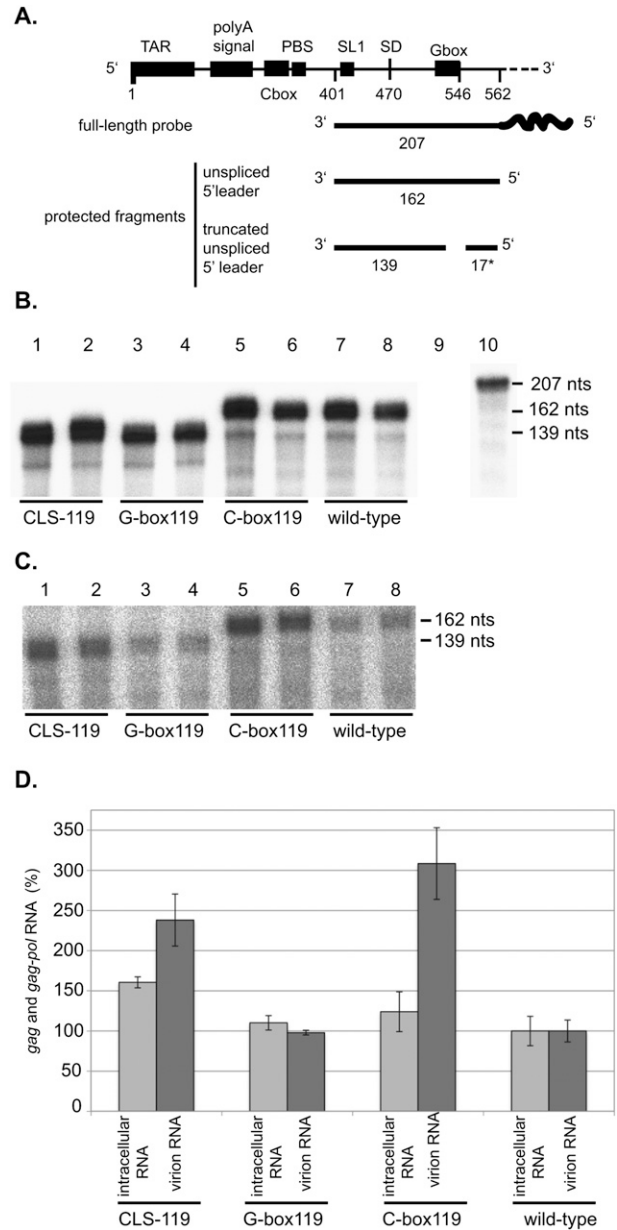 A.
polyA
signal
TAR
PBS
SL1
SD
Gbox
5‘
3‘
1
Cbox
401
470
546
562
full-length probe
3‘
5‘
207
unspliced
5‘leader
3‘
5‘
162
protected fragments
truncated
unspliced
5‘ leader
3‘
5‘
139
17*
B.
1 2 3 4 5 6 7 8 9 10
207 nts
162 nts
139 nts
CLS-119 G-box119 C-box119 wild-type
C.
1 2 3 4 5 6 7 8
162 nts
139 nts
CLS-119 G-box119 C-box119 wild-type
D.
gag and gag-pol RNA (%)
350
300
250
200
150
100
50
0
intracellular
RNA
virion RNA
intracellular
RNA
virion RNA
intracellular
RNA
virion RNA
intracellular
RNA
virion RNA
CLS-119 G-box119 C-box119 wild-type